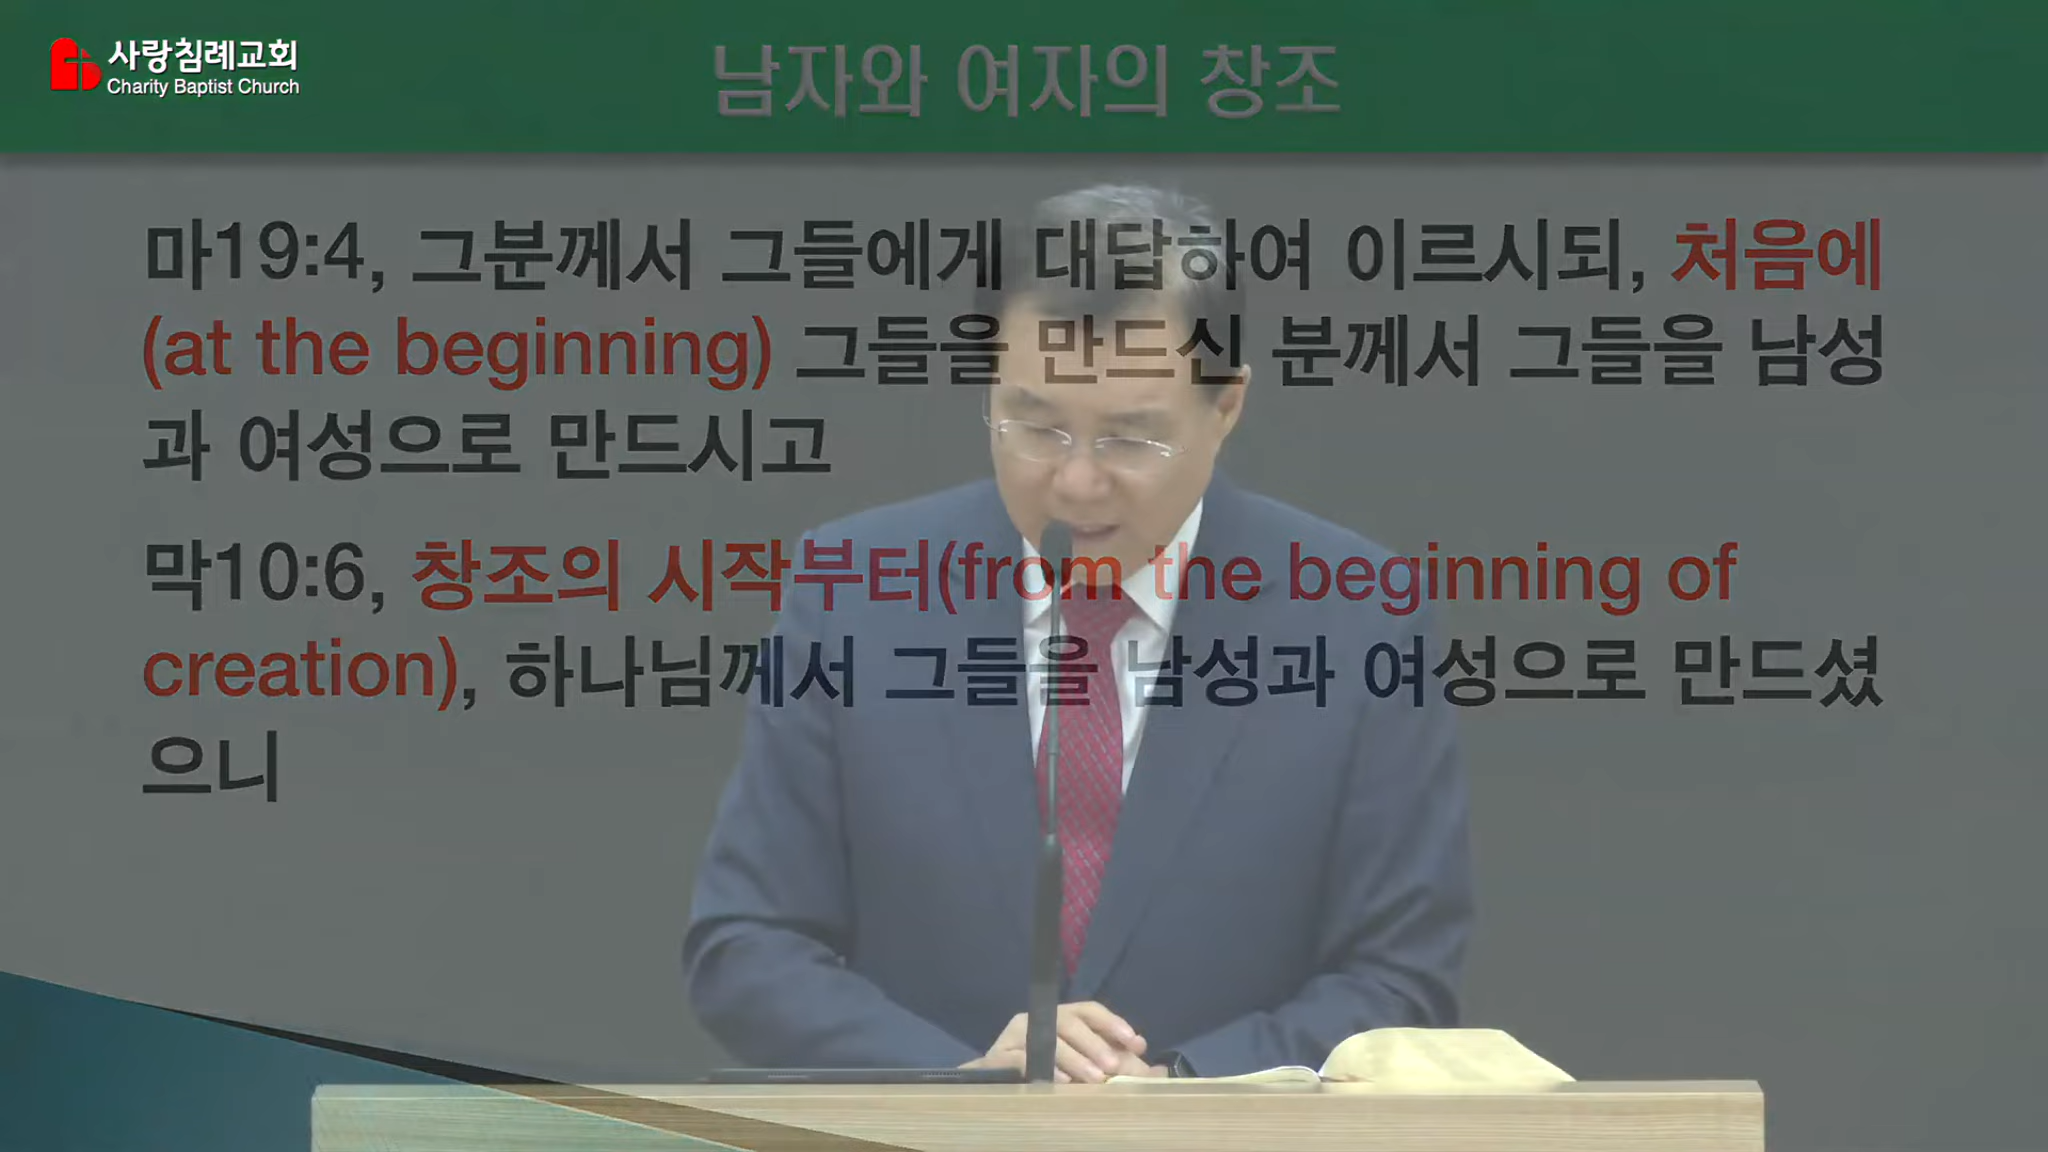 사랑침례교회
Charity Baptist Church
남자와 여자의 창조
마19:4, 그분께서 그들에게 대답하여 이르시되, 처음에
(at the beginning) 그들을 만드신 분께서 그들을 남성
과 여성으로 만드시고
막10:6, 창조의 시작부터(from the beginning of
creation), 하나님께서 그들을 남성과 여성으로 만드셨
으니